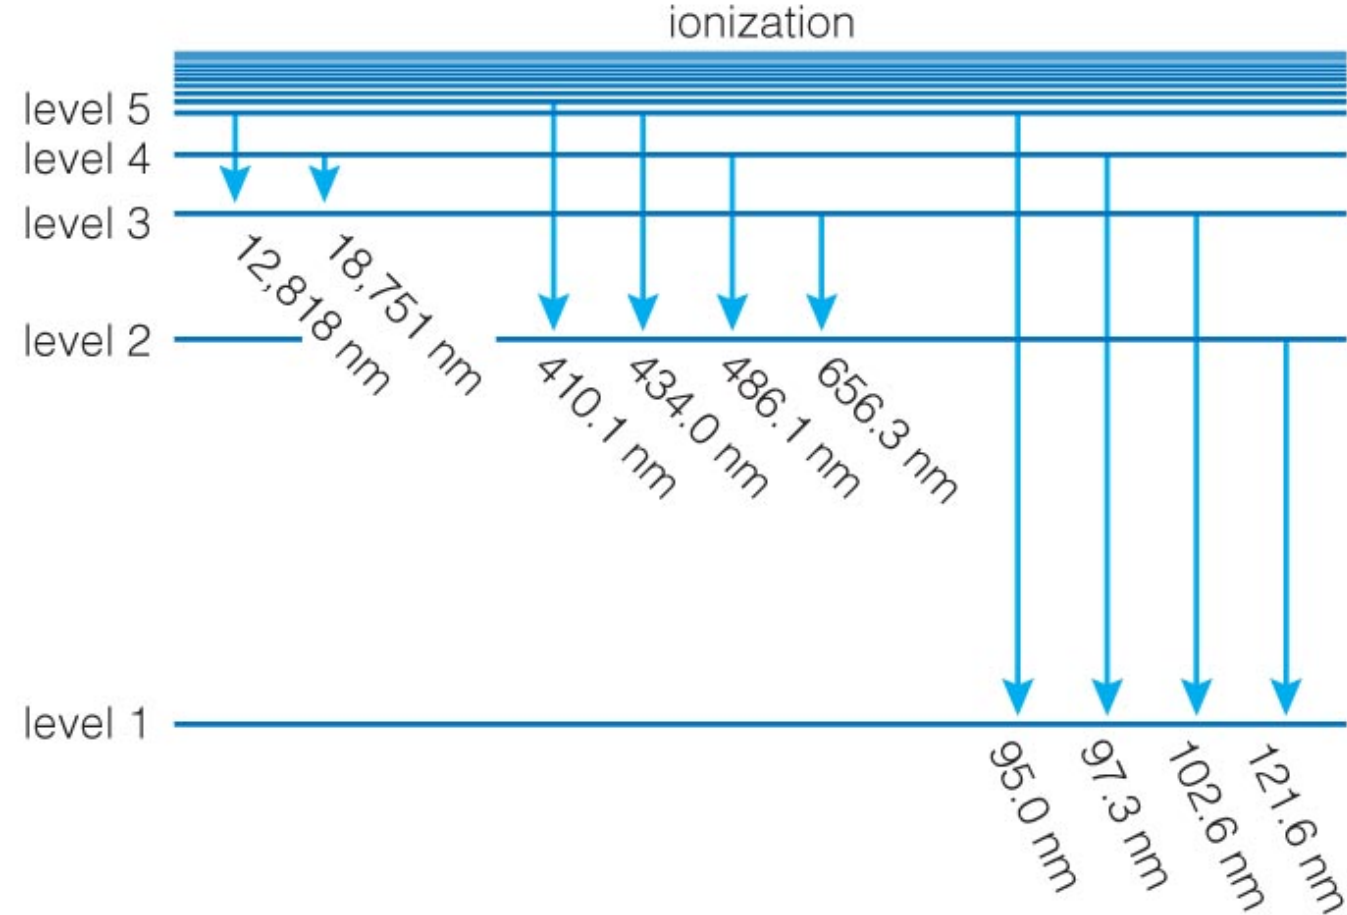 ionization
level 5
level 4
level 3
12,818 nm
18,751 nm
level 2
410.1 nm
434.0 nm
486.1 nm
656.3 nm
level 1
95.0 nm
97.3 nm
102.6 nm
121.6 nm